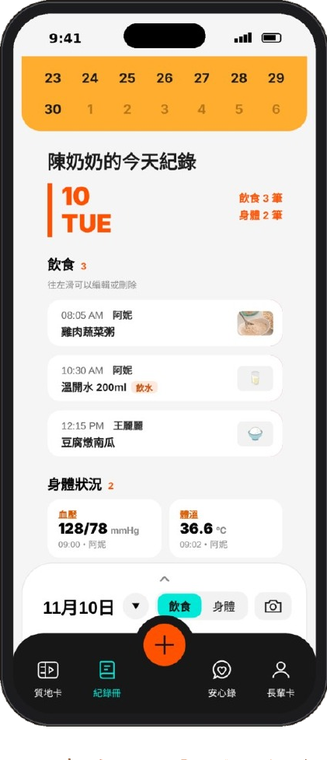 9:41
23 24 25 26 27 28 29
30 1 2 3 4 5 6
陳奶奶的今天紀錄
10
TUE
飲食 3 筆
身體 2 筆
飲食 3
往左滑可以編輯或刪除
08:05 AM 阿妮
雞肉蔬菜粥
10:30 AM 阿妮
溫開水 200ml 飲水
12:15 PM 王麗麗
豆腐燉南瓜
身體狀況 2
血壓
128/78 mmHg
09:00・阿妮
體溫
36.6 °C
09:02・阿妮
11月10日 ▼ 飲食 身體
質地卡 紀錄冊 安心錄 長輩卡